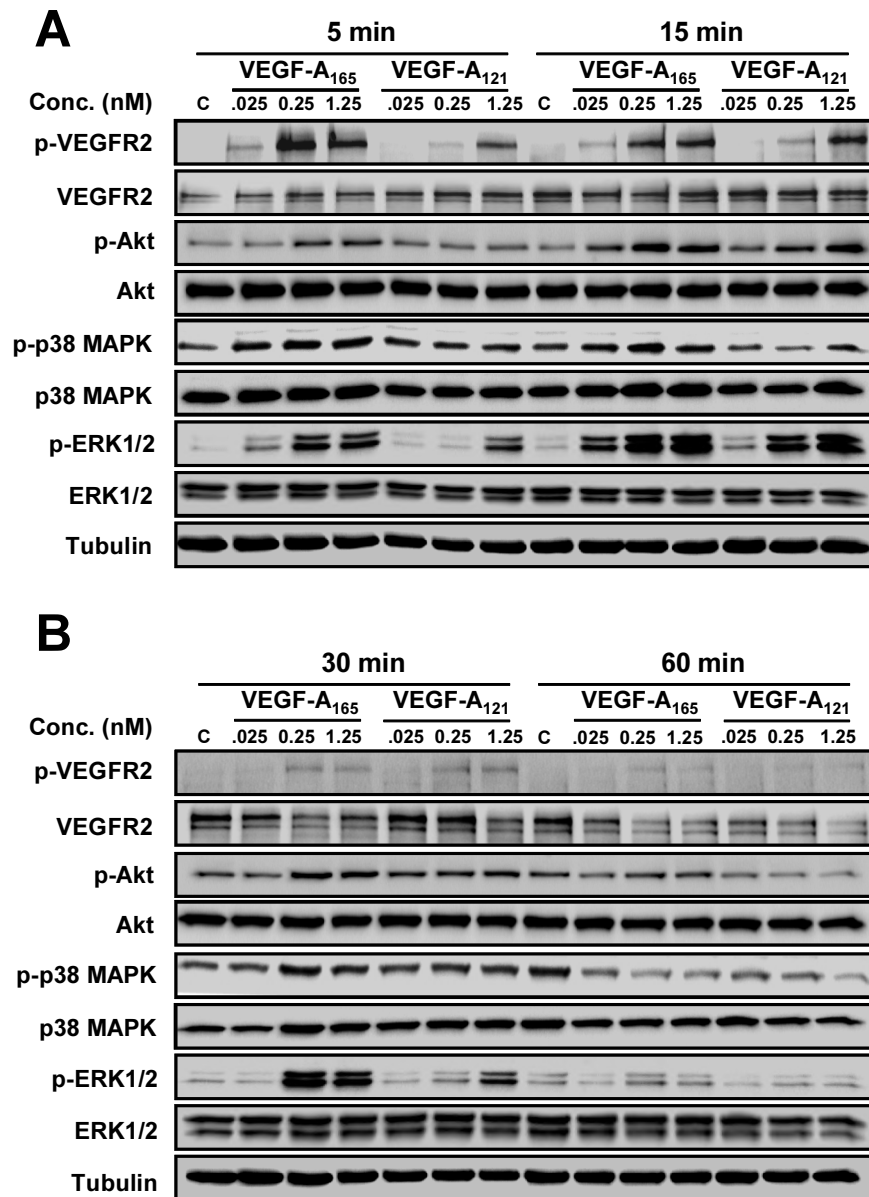 A
5 min 15 min
VEGF-A165 VEGF-A121 VEGF-A165 VEGF-A121
Conc. (nM) C .025 0.25 1.25 .025 0.25 1.25 C .025 0.25 1.25 .025 0.25 1.25
p-VEGFR2
VEGFR2
p-Akt
Akt
p-p38 MAPK
p38 MAPK
p-ERK1/2
ERK1/2
Tubulin
B
30 min 60 min
VEGF-A165 VEGF-A121 VEGF-A165 VEGF-A121
Conc. (nM) C .025 0.25 1.25 .025 0.25 1.25 C .025 0.25 1.25 .025 0.25 1.25
p-VEGFR2
VEGFR2
p-Akt
Akt
p-p38 MAPK
p38 MAPK
p-ERK1/2
ERK1/2
Tubulin